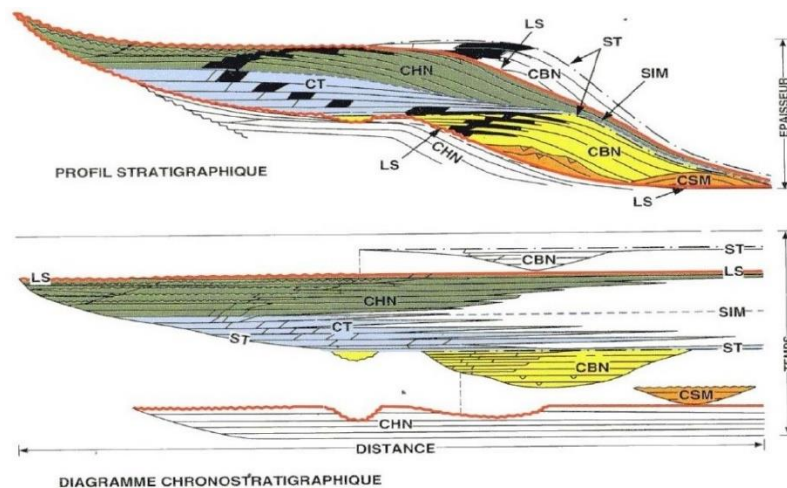 LS
ST
CHN
CBN
SIM
CT
EPAISSEUR
LS
CHN
CBN
PROFIL STRATIGRAPHIQUE
CSM
LS
CBN
ST
LS
LS
CHN
SIM
ST
CT
ST
CBN
TEMPS
CSM
CHN
DISTANCE
DIAGRAMME CHRONOSTRATIGRAPHIQUE